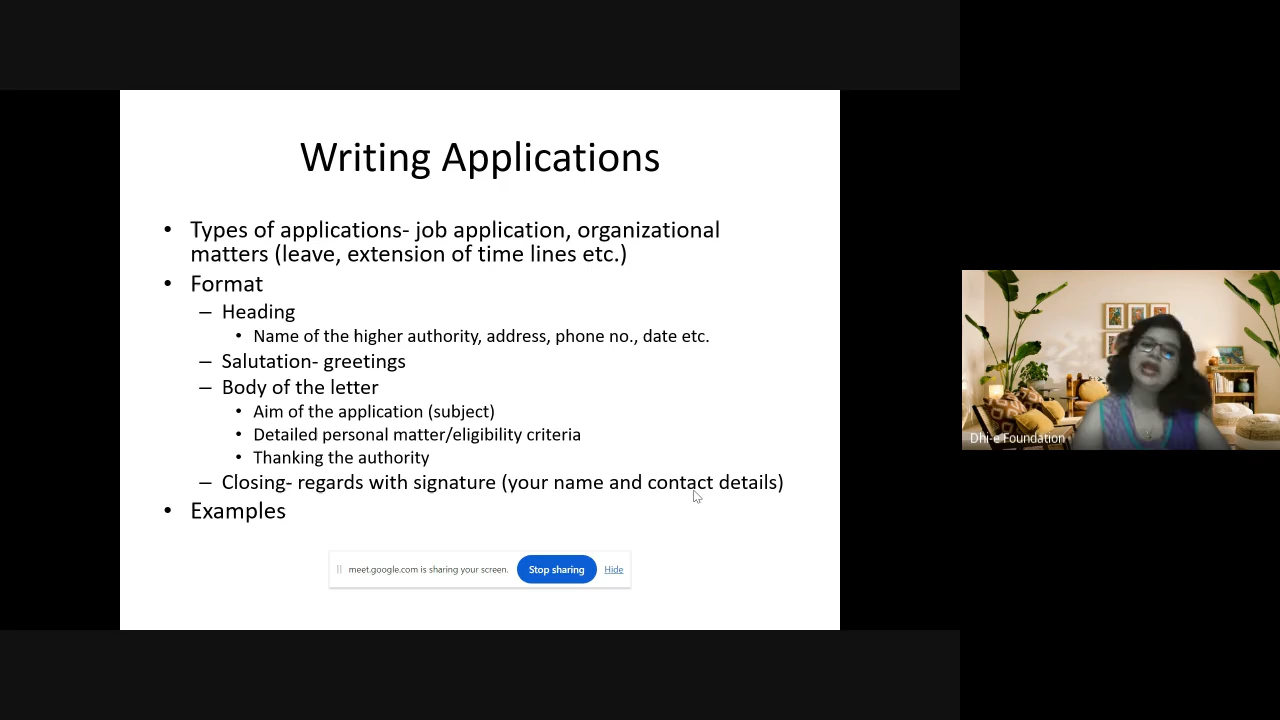 Writing Applications
• Types of applications- job application, organizational
matters (leave, extension of time lines etc.)
• Format
– Heading
• Name of the higher authority, address, phone no., date etc.
– Salutation- greetings
– Body of the letter
• Aim of the application (subject)
• Detailed personal matter/eligibility criteria
• Thanking the authority
– Closing- regards with signature (your name and contact details)
• Examples
meet.google.com is sharing your screen. Stop sharing Hide
Dhi-e Foundation